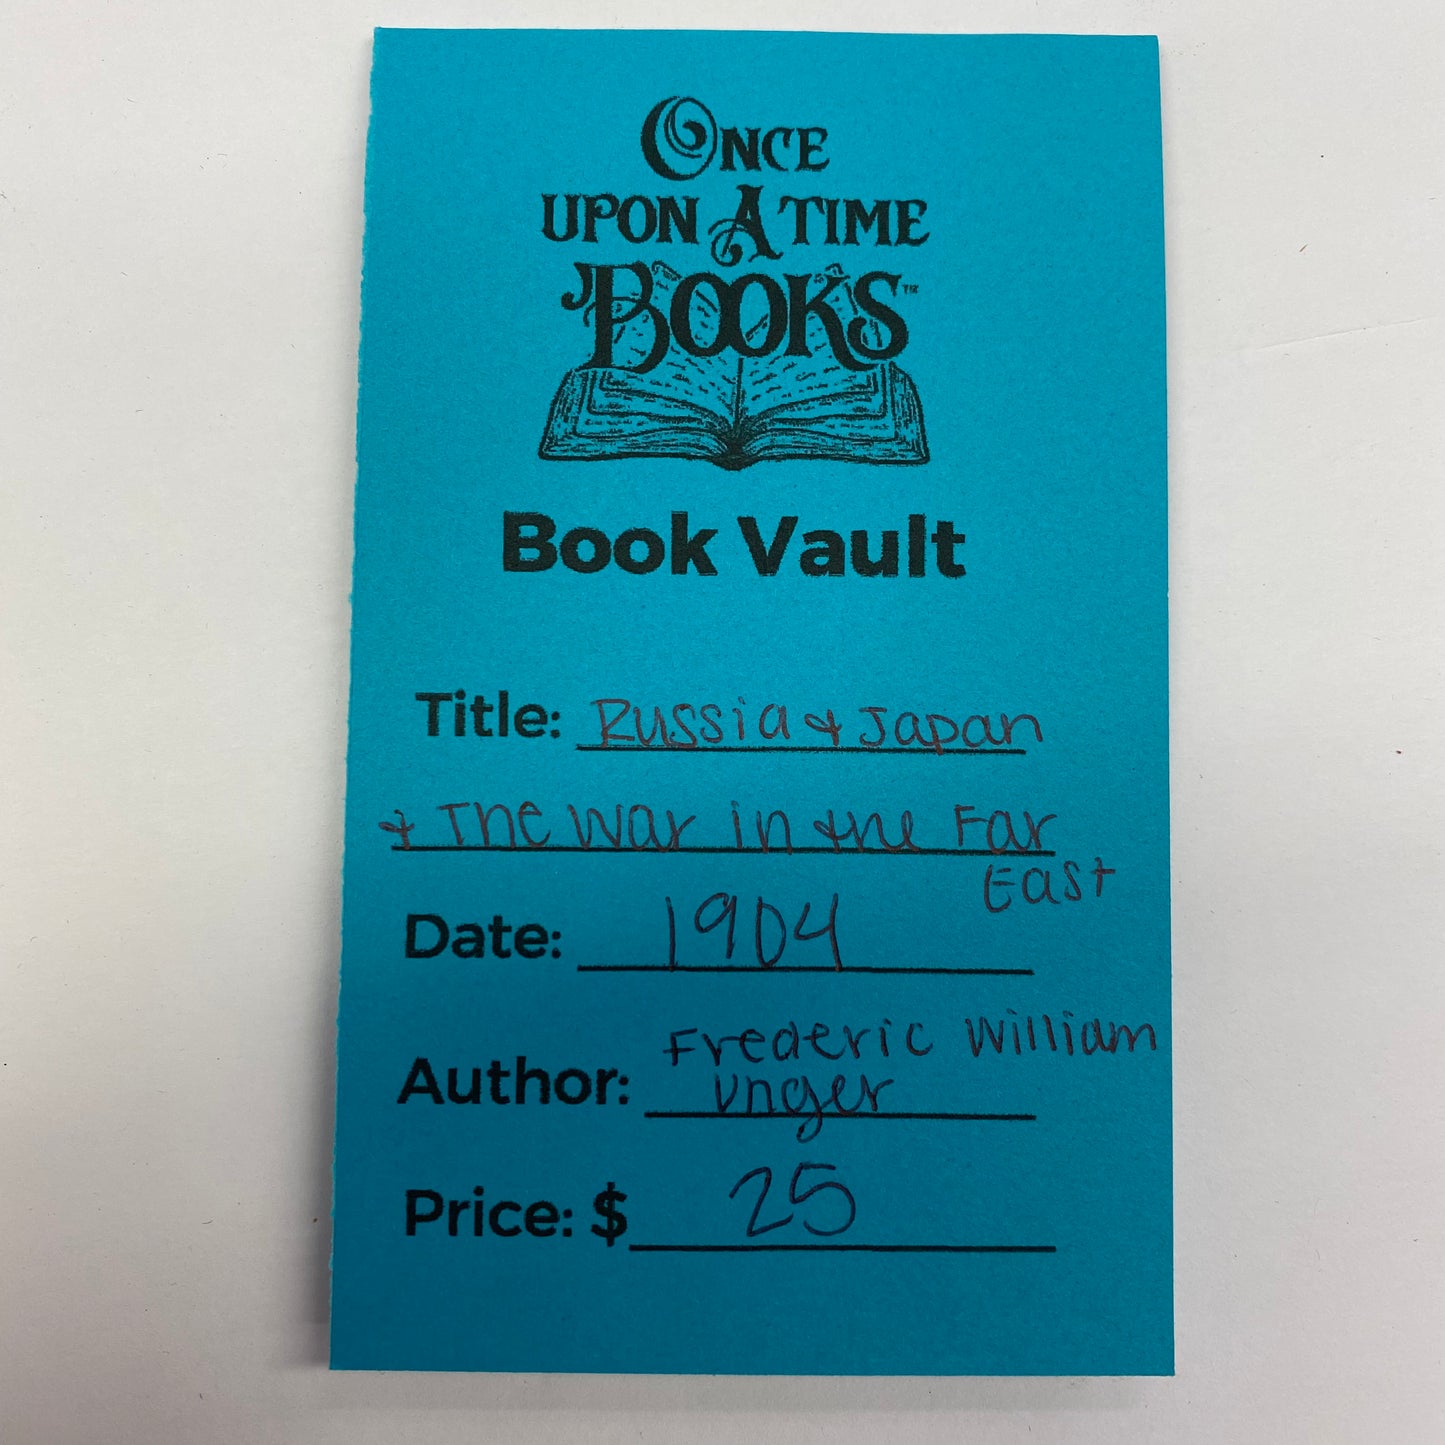 ONCE
UPON A TIME
BOOKS™
Book Vault
Title: Russia & Japan
& The War in the Far
East
Date: 1904
Frederic William
Author: Unger
Price: $ 25